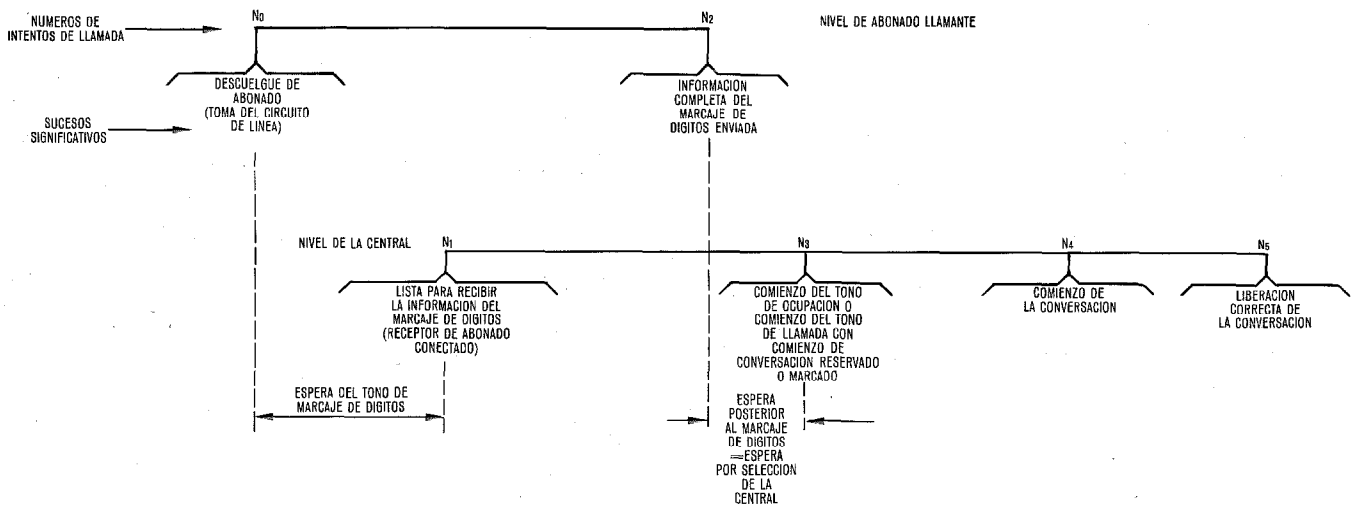 NUMEROS DE
INTENTOS DE LLAMADA
N0
N2
NIVEL DE ABONADO LLAMANTE
DESCUELGUE DE
ABONADO
(TOMA DEL CIRCUITO
DE LINEA)
INFORMACION
COMPLETA DEL
MARCAJE DE
DIGITOS ENVIADA
SUCESOS
SIGNIFICATIVOS
NIVEL DE LA CENTRAL
N1
N3
N4
N5
LISTA PARA RECIBIR
LA INFORMACION DEL
MARCAJE DE DIGITOS
(RECEPTOR DE ABONADO
CONECTADO)
COMIENZO DEL TONO
DE OCUPACION O
COMIENZO DEL TONO
DE LLAMADA CON
COMIENZO DE
CONVERSACION RESERVADO
O MARCADO
COMIENZO DE
LA CONVERSACION
LIBERACION
CORRECTA DE
LA CONVERSACION
ESPERA DEL TONO DE
MARCAJE DE DIGITOS
ESPERA
POSTERIOR
AL MARCAJE
DE DIGITOS
=ESPERA
POR SELECCION
DE LA
CENTRAL